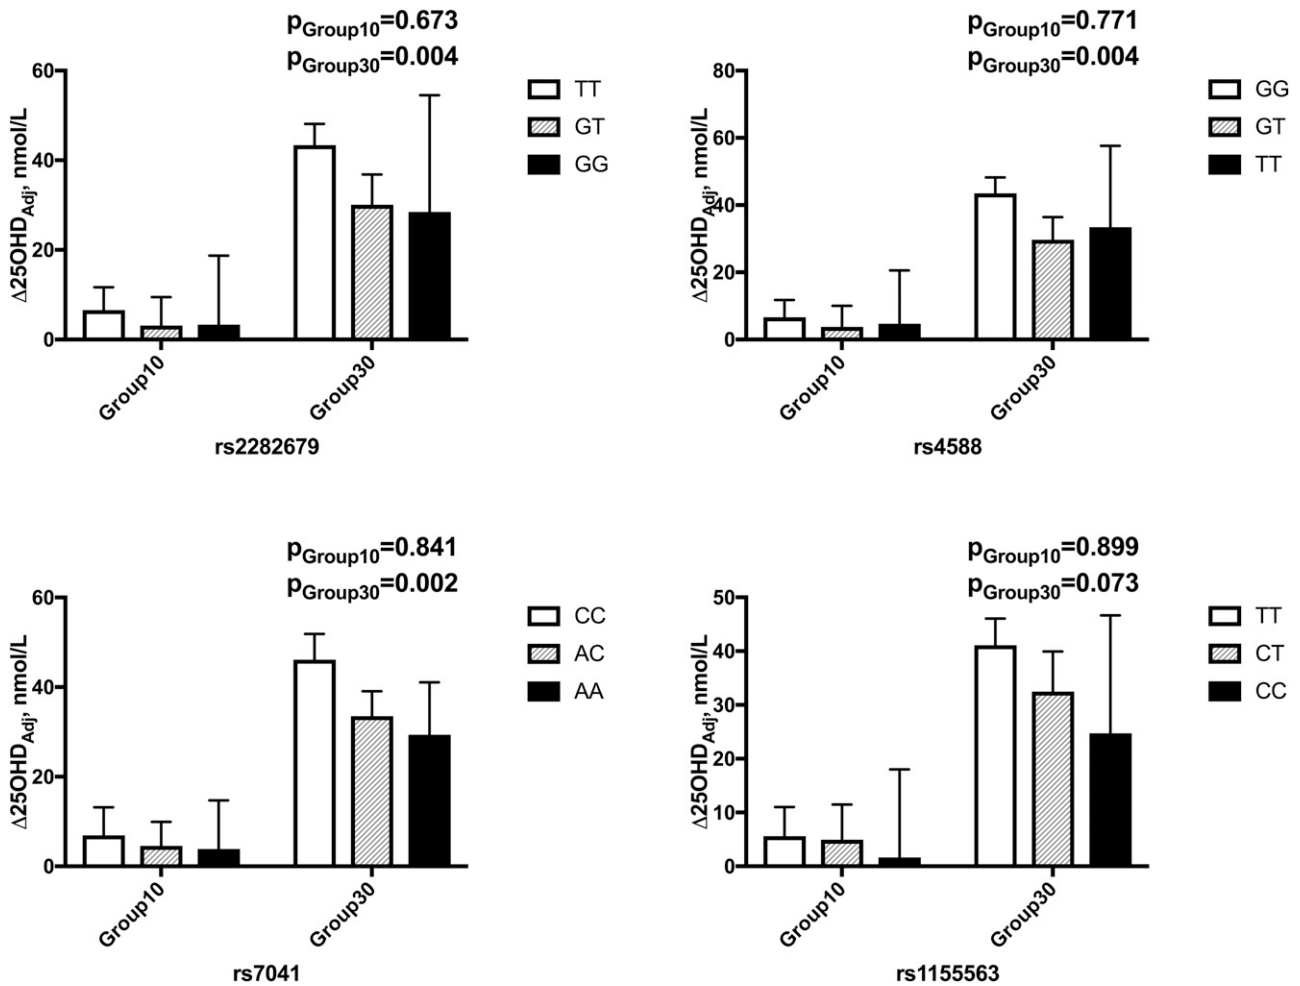 pGroup10=0.673
pGroup30=0.004
Δ25OHDAdj, nmol/L
60
40
20
0
TT
GT
GG
Group10
Group30
rs2282679
pGroup10=0.771
pGroup30=0.004
Δ25OHDAdj, nmol/L
80
60
40
20
0
GG
GT
TT
Group10
Group30
rs4588
pGroup10=0.841
pGroup30=0.002
Δ25OHDAdj, nmol/L
60
40
20
0
CC
AC
AA
Group10
Group30
rs7041
pGroup10=0.899
pGroup30=0.073
Δ25OHDAdj, nmol/L
50
40
30
20
10
0
TT
CT
CC
Group10
Group30
rs1155563